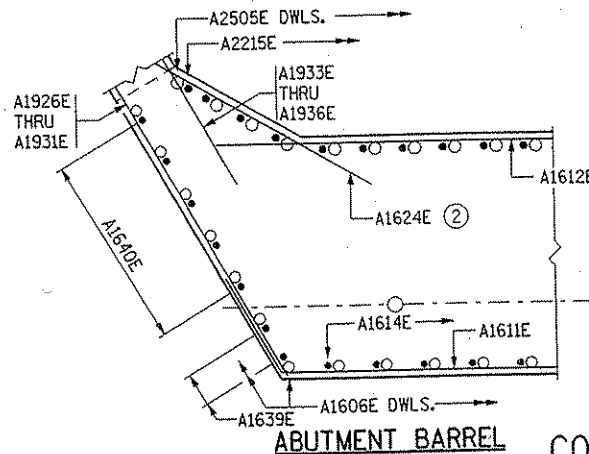 A2505E DWLS.
A2215E
A1933E
THRU
A1936E
A1926E
THRU
A1931E
A1612E
A1624E 2
A1640E
A1614E
A1611E
A1606E DWLS.
A1639E
ABUTMENT BARREL
CO